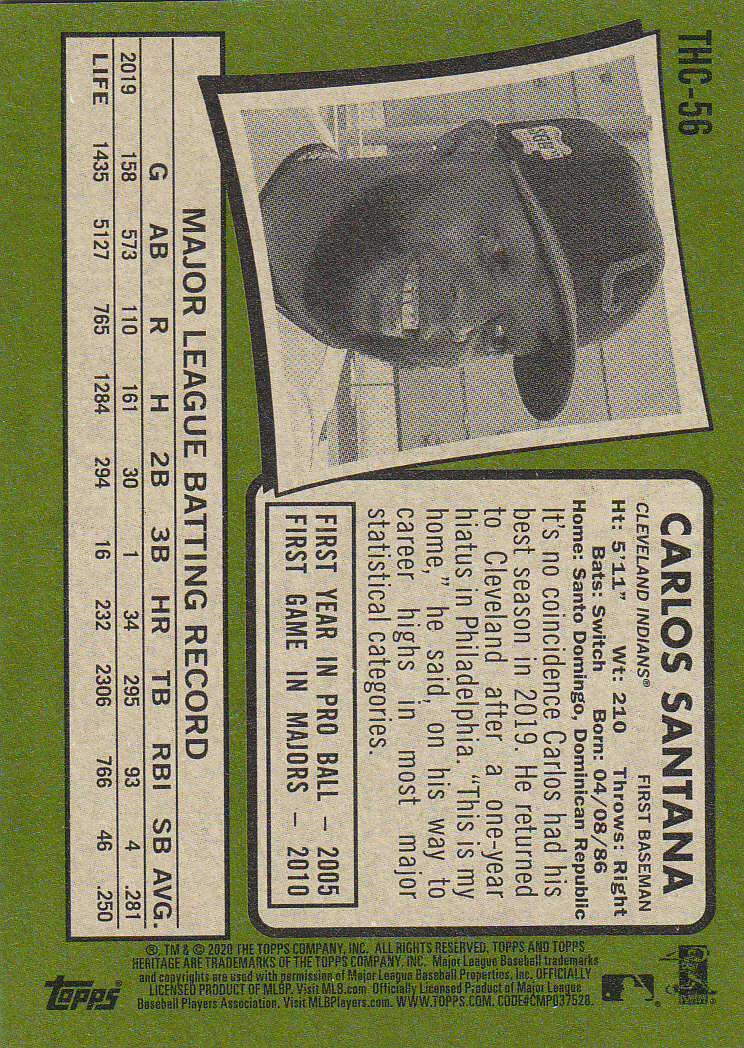 THC-56
CARLOS SANTANA
CLEVELAND INDIANS® FIRST BASEMAN
Ht: 5'11" Wt: 210 Throws: Right
Bats: Switch Born: 04/08/86
Home: Santo Domingo, Dominican Republic
It's no coincidence Carlos had his
best season in 2019. He returned
to Cleveland after a one-year
hiatus in Philadelphia. "This is my
home," he said, on his way to
career highs in most major
statistical categories.
FIRST YEAR IN PRO BALL – 2005
FIRST GAME IN MAJORS – 2010
MAJOR LEAGUE BATTING RECORD
G AB R H 2B 3B HR TB RBI SB AVG.
2019 158 573 110 161 30 1 34 295 93 4 .281
LIFE 1435 5127 765 1284 294 16 232 2306 766 46 .250
®, TM & © 2020 THE TOPPS COMPANY, INC. ALL RIGHTS RESERVED. TOPPS AND TOPPS
HERITAGE ARE TRADEMARKS OF THE TOPPS COMPANY, INC. Major League Baseball trademarks
and copyrights are used with permission of Major League Baseball Properties, Inc. OFFICIALLY
LICENSED PRODUCT OF MLBP. Visit MLB.com Officially Licensed Product of Major League
Baseball Players Association. Visit MLBPlayers.com. WWW.TOPPS.COM. CODE#CMP037528.
topps®